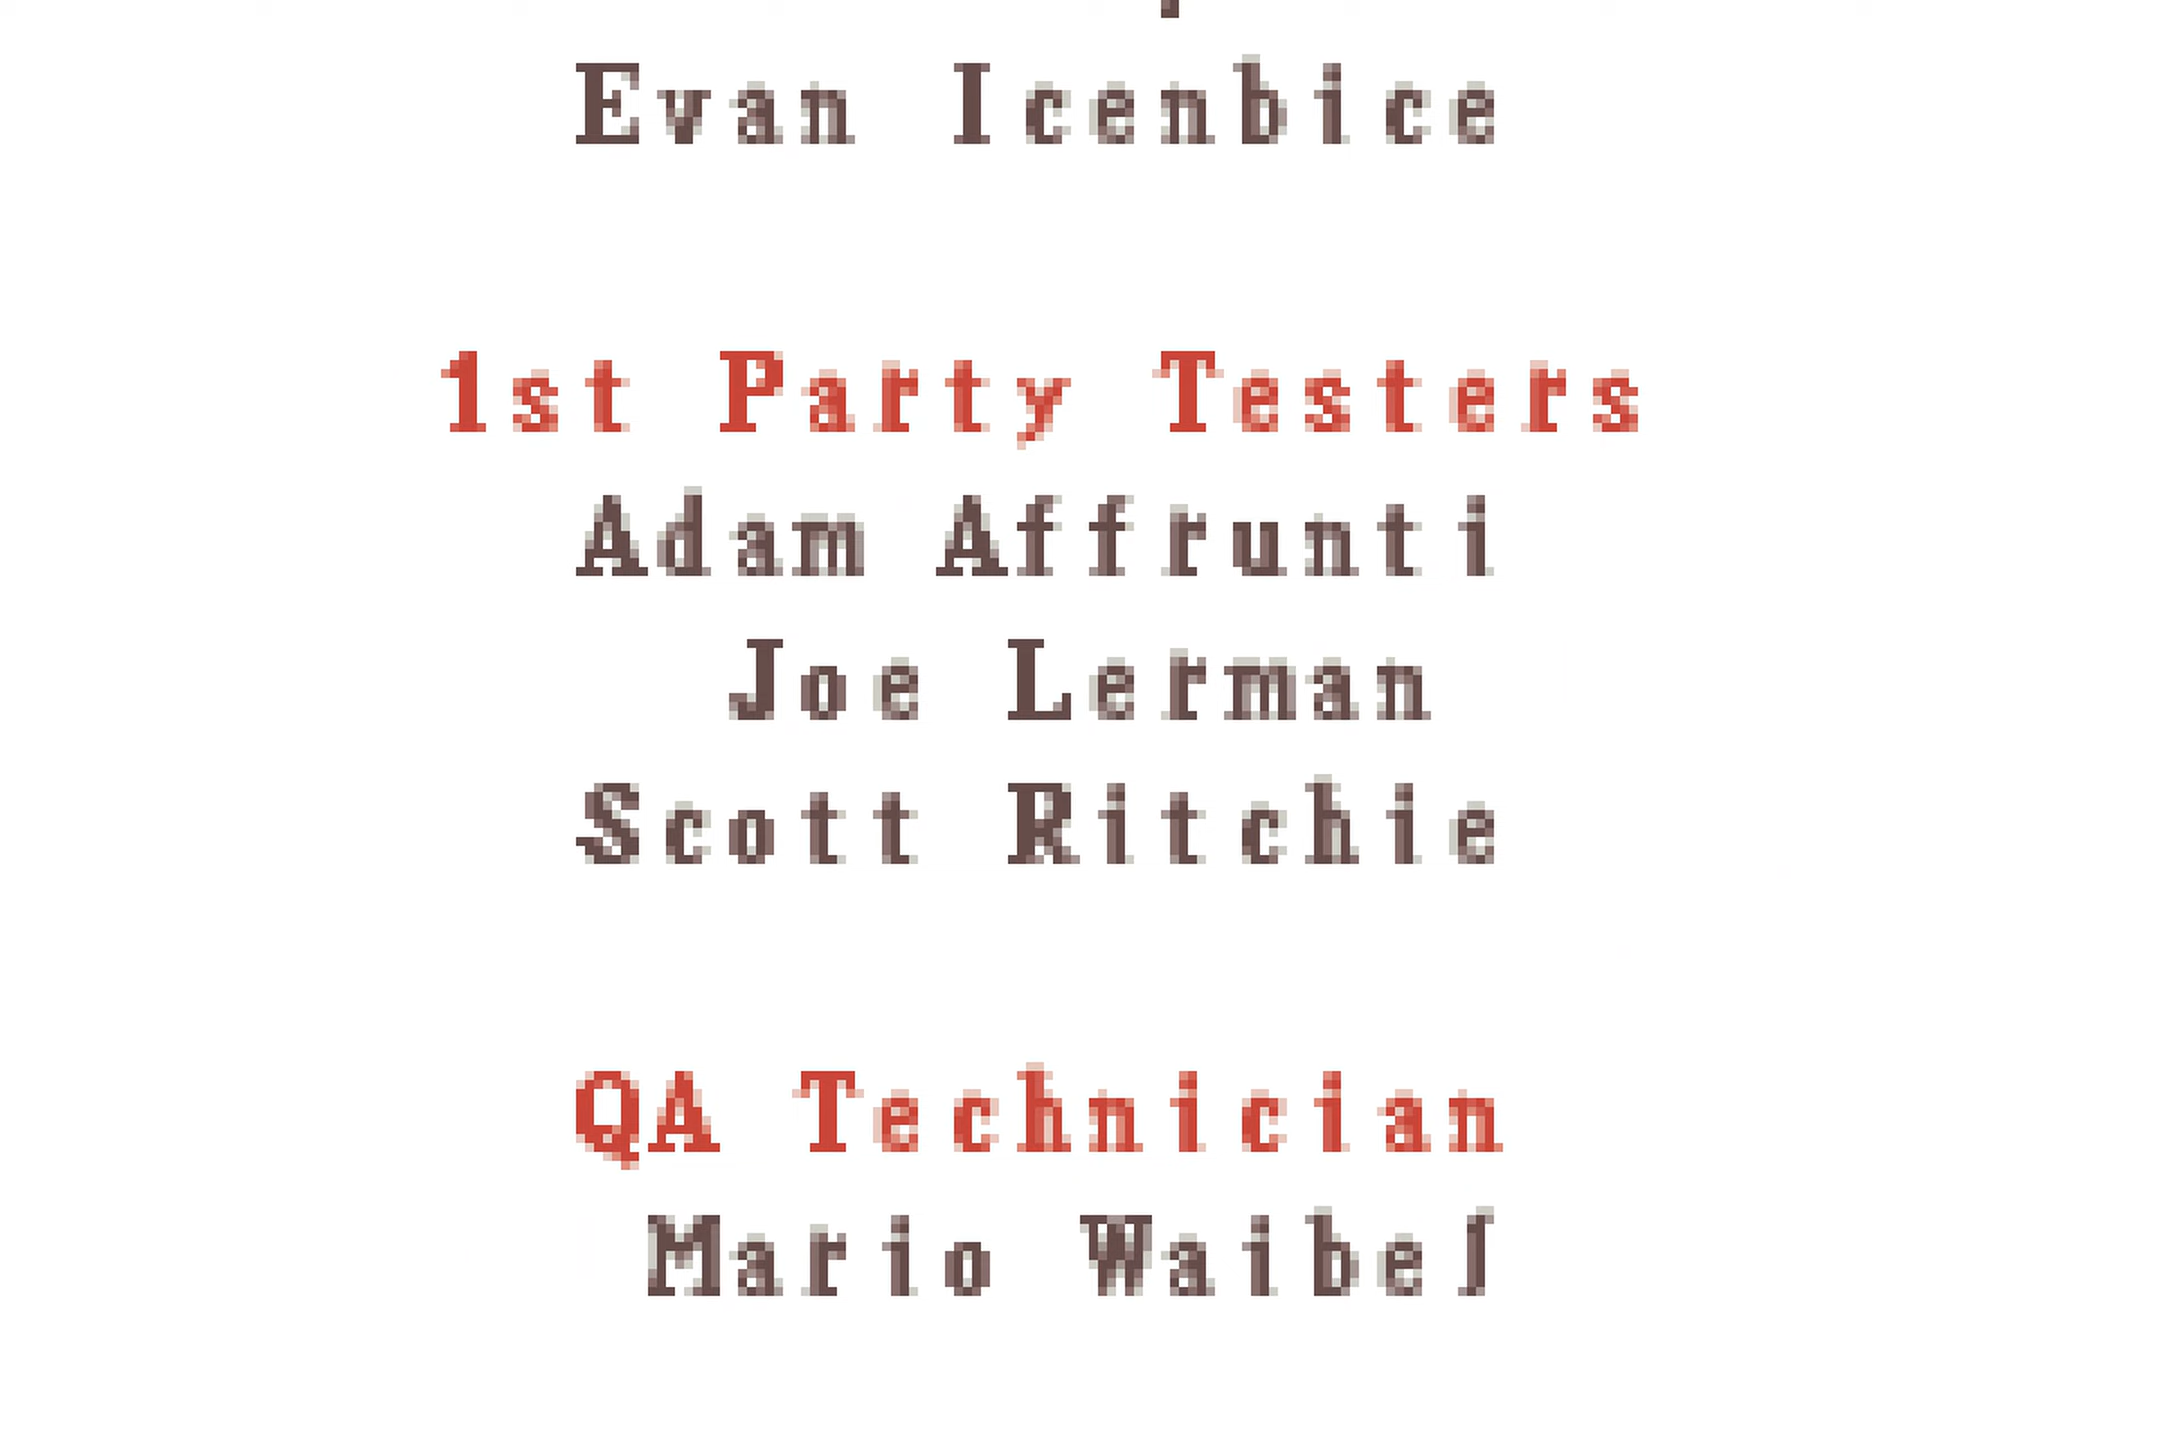 Evan Icenbice
1st Party Testers
Adam Affrunti
Joe Lerman
Scott Ritchie
QA Technician
Mario Waibel